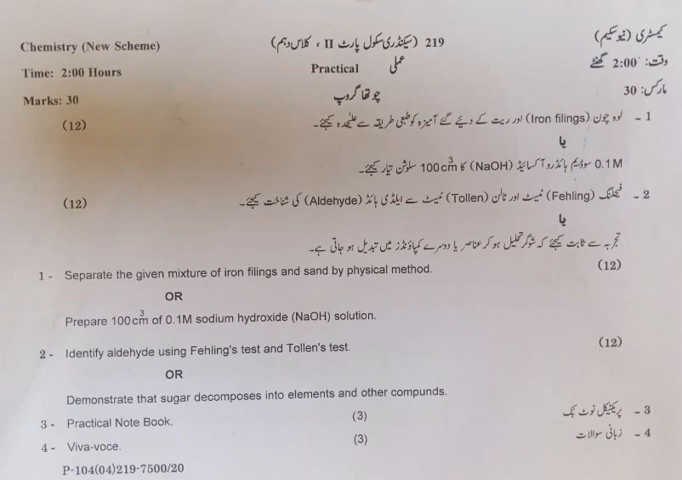 Chemistry (New Scheme) 219 (سیکنڈری سکول پارٹ II ، کلاس دہم) کیمسٹری (نیو سکیم)
Time: 2:00 Hours Practical عملی وقت: 2:00 گھنٹے
Marks: 30 چوتھا گروپ مارکس: 30
1 - لوہ چون (Iron filings) اور ریت کے دیئے گئے آمیزہ کو طبعی طریقہ سے علیٰحدہ کیجئے۔ (12)
یا
0.1M سوڈیم ہائڈرو آکسائیڈ (NaOH) کا 100cm³ سلوشن تیار کیجئے۔
2 - فیہلنگ (Fehling) ٹیسٹ اور ٹالن (Tollen) ٹیسٹ سے ایلڈی ہائڈ (Aldehyde) کی شناخت کیجئے۔ (12)
یا
تجربہ سے ثابت کیجئے کہ شوگر تحلیل ہو کر عناصر یا دوسرے کمپاؤنڈز میں تبدیل ہو جاتی ہے۔
1 - Separate the given mixture of iron filings and sand by physical method. (12)
OR
Prepare 100cm³ of 0.1M sodium hydroxide (NaOH) solution.
2 - Identify aldehyde using Fehling's test and Tollen's test. (12)
OR
Demonstrate that sugar decomposes into elements and other compunds.
3 - Practical Note Book. (3) 3 - پریکٹیکل نوٹ بک
4 - Viva-voce. (3) 4 - زبانی سوالات
P-104(04)219-7500/20